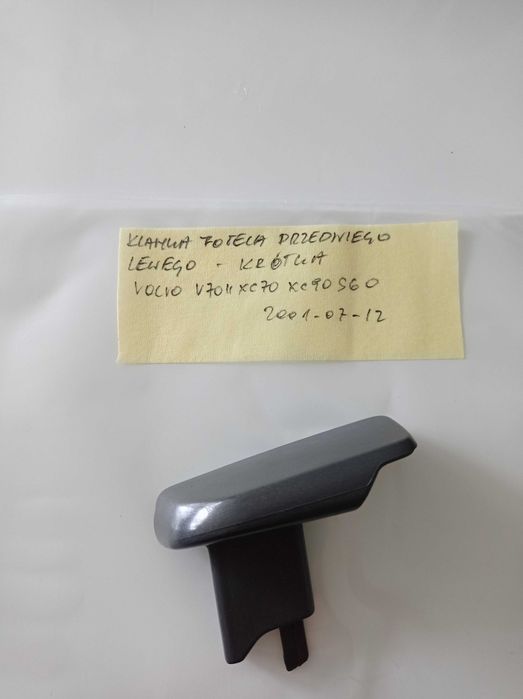 KLAMKA FOTELA PRZEDNIEGO
LEWEGO - KRÓTKA
VOLVO V70II XC70 XC90 S60
2001-07-12